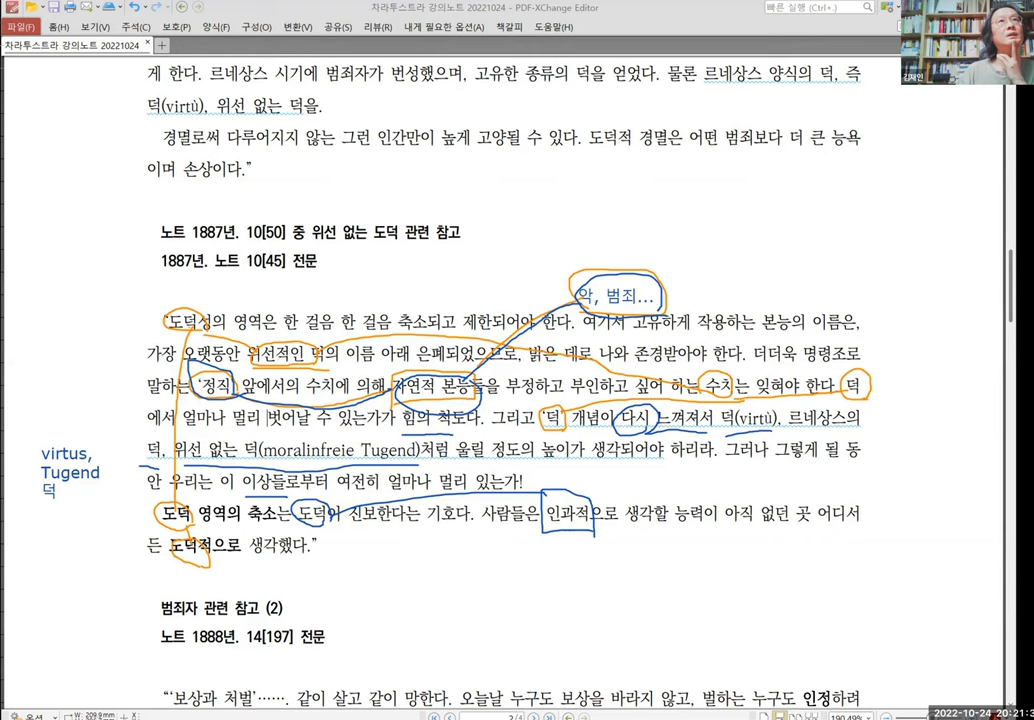 차라투스트라 강의노트 20221024 - PDF-XChange Editor
빠른 실행 (Ctrl+.)
파일(F) 홈(H) 보기(V) 주석(C) 보호(P) 양식(F) 구성(O) 변환(V) 공유(S) 리뷰(R) 내게 필요한 옵션(A) 책갈피 도움말(H)
차라투스트라 강의노트 20221024
김재인
게 한다. 르네상스 시기에 범죄자가 번성했으며, 고유한 종류의 덕을 얻었다. 물론 르네상스 양식의 덕, 즉
덕(virtù), 위선 없는 덕을.
경멸로써 다루어지지 않는 그런 인간만이 높게 고양될 수 있다. 도덕적 경멸은 어떤 범죄보다 더 큰 능욕
이며 손상이다.”
노트 1887년. 10[50] 중 위선 없는 도덕 관련 참고
1887년. 노트 10[45] 전문
악, 범죄...
“도덕성의 영역은 한 걸음 한 걸음 축소되고 제한되어야 한다. 여기서 고유하게 작용하는 본능의 이름은,
가장 오랫동안 위선적인 덕의 이름 아래 은폐되었으므로, 밝은 데로 나와 존경받아야 한다. 더더욱 명령조로
말하는 ‘정직’ 앞에서의 수치에 의해 자연적 본능들을 부정하고 부인하고 싶어 하는 수치는 잊혀야 한다. 덕
에서 얼마나 멀리 벗어날 수 있는가가 힘의 척도다. 그리고 ‘덕’ 개념이 다시 느껴져서 덕(virtù), 르네상스의
덕, 위선 없는 덕(moralinfreie Tugend)처럼 울릴 정도의 높이가 생각되어야 하리라. 그러나 그렇게 될 동
안 우리는 이 이상들로부터 여전히 얼마나 멀리 있는가!
virtus,
Tugend
덕
도덕 영역의 축소는 도덕이 진보한다는 기호다. 사람들은 인과적으로 생각할 능력이 아직 없던 곳 어디서
든 도덕적으로 생각했다.”
범죄자 관련 참고 (2)
노트 1888년. 14[197] 전문
“‘보상과 처벌’…… 같이 살고 같이 망한다. 오늘날 누구도 보상을 바라지 않고, 벌하는 누구도 인정하려
옵션
209.9mm
2/4
190.49%
2022-10-24 20:21:3